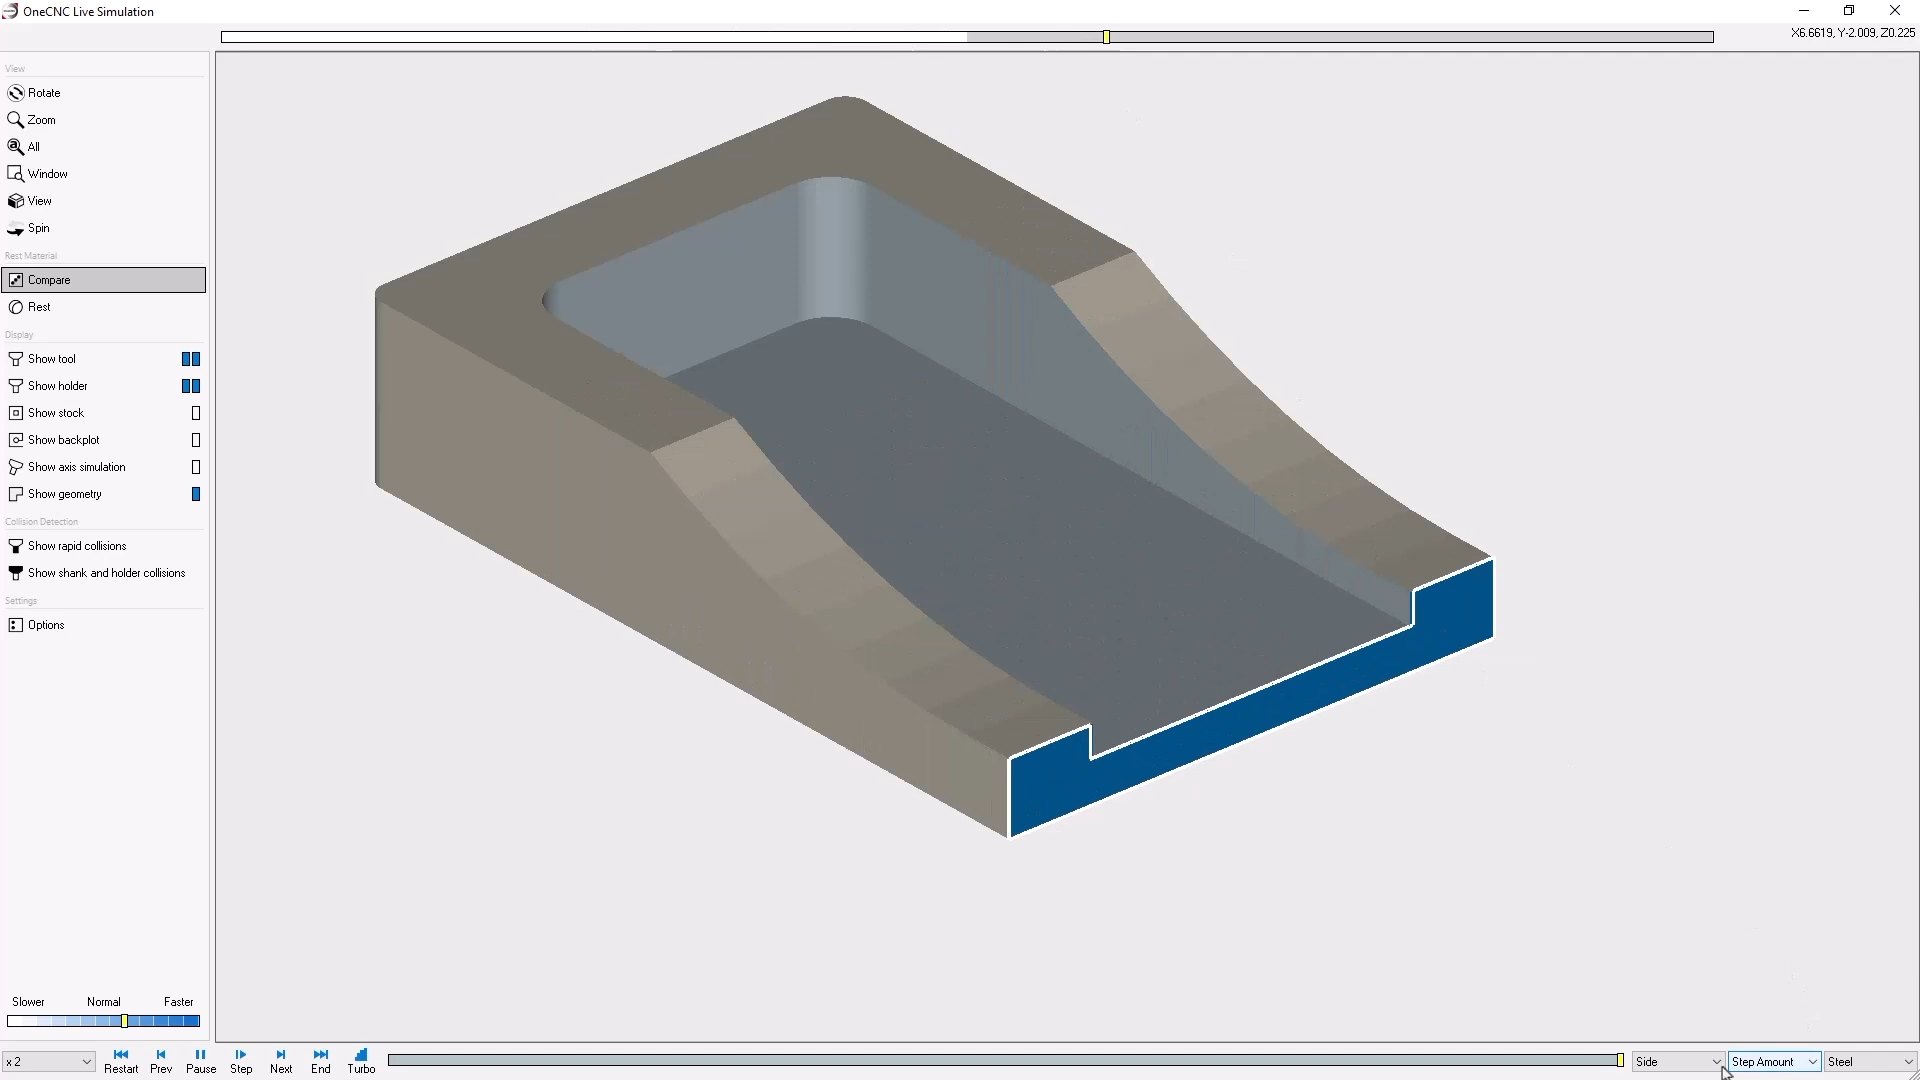 OneCNC Live Simulation
X6.6619, Y-2.009, Z0.225
View
Rotate
Zoom
All
Window
View
Spin
Rest Material
Compare
Rest
Display
Show tool
Show holder
Show stock
Show backplot
Show axis simulation
Show geometry
Collision Detection
Show rapid collisions
Show shank and holder collisions
Settings
Options
Slower Normal Faster
x 2 Restart Prev Pause Step Next End Turbo Side Step Amount Steel